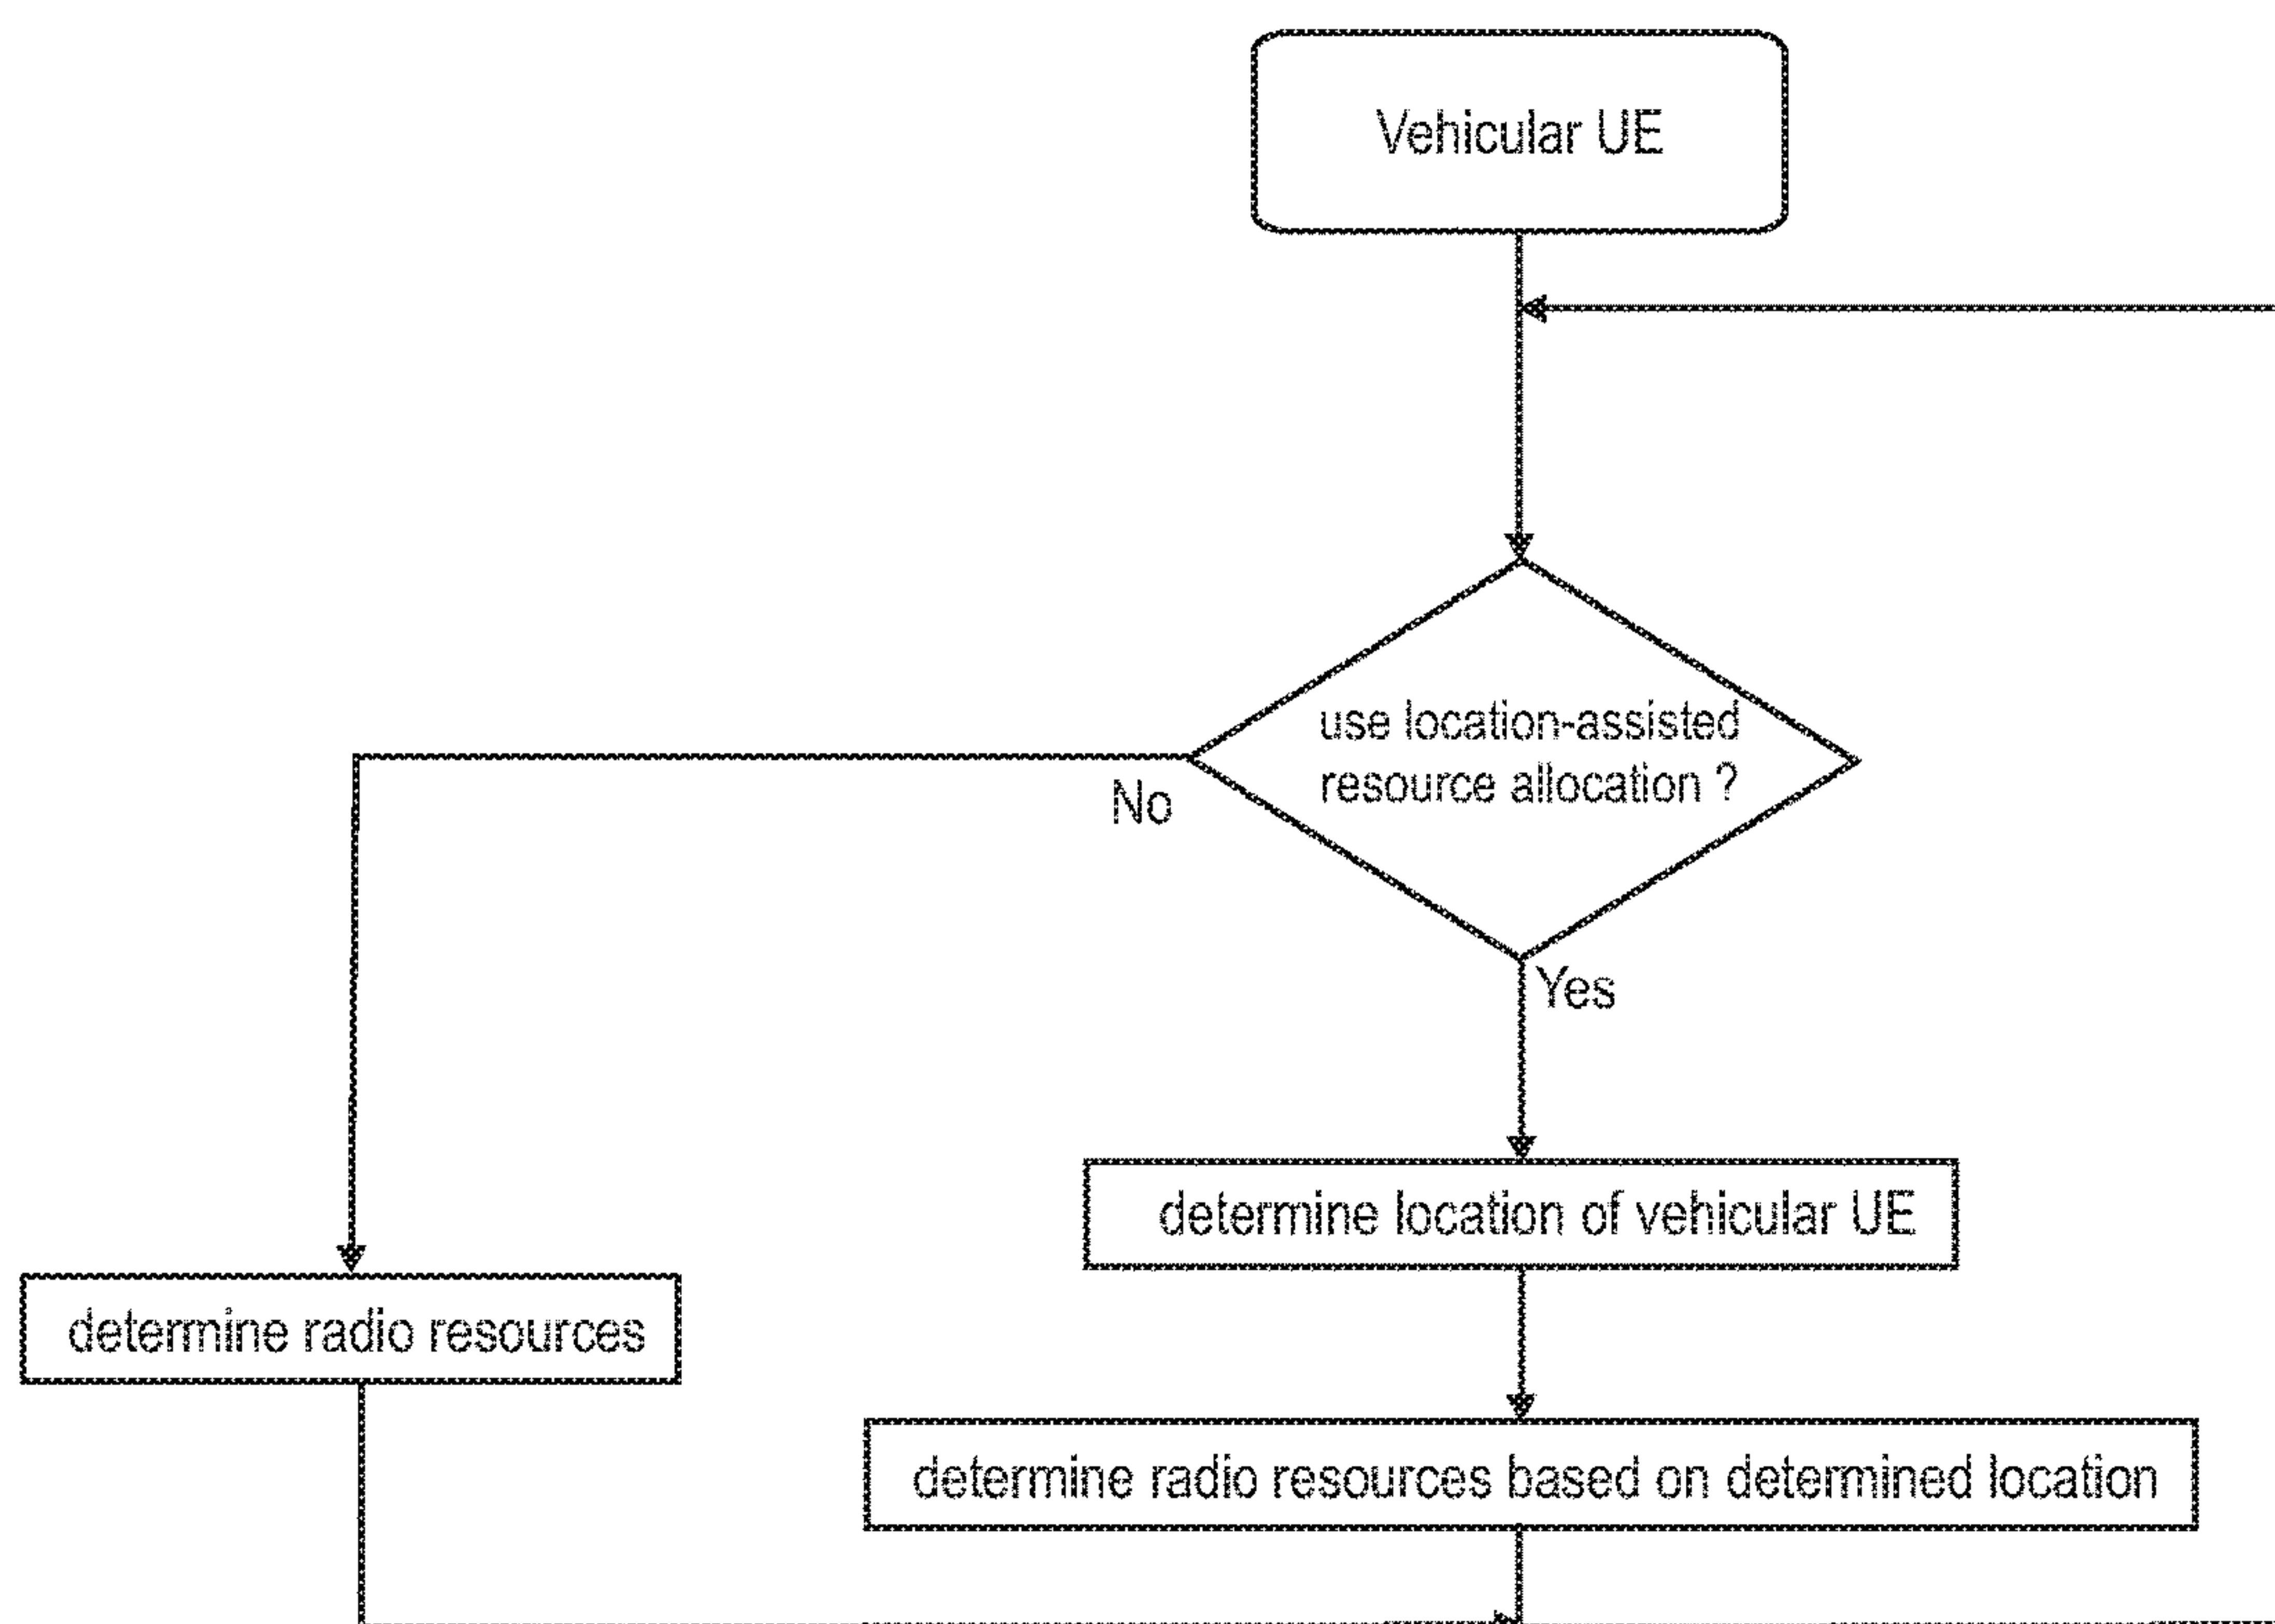 Vehicular UE
use location-assisted
resource allocation ?
No
Yes
determine location of vehicular UE
determine radio resources
determine radio resources based on determined location